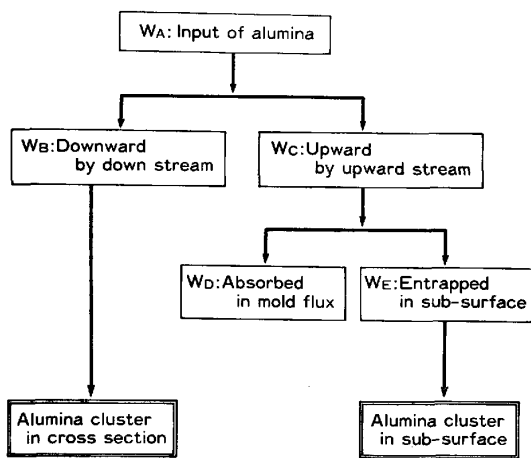 WA: Input of alumina
WB: Downward
by down stream
WC: Upward
by upward stream
WD: Absorbed
in mold flux
WE: Entrapped
in sub-surface
Alumina cluster
in cross section
Alumina cluster
in sub-surface